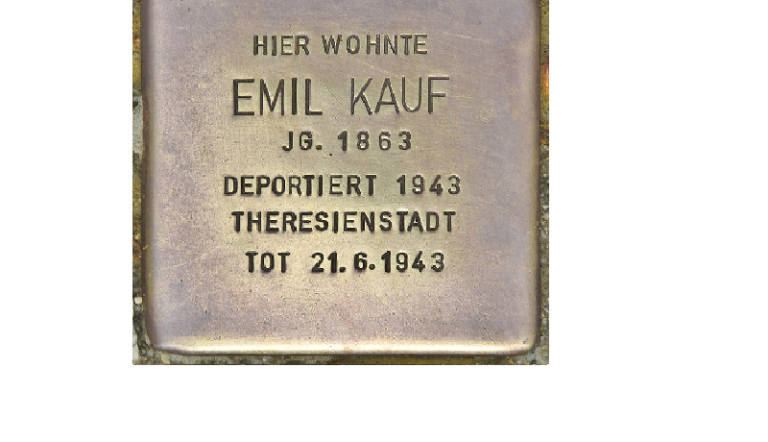 HIER WOHNTE
EMIL KAUF
JG. 1863
DEPORTIERT 1943
THERESIENSTADT
TOT 21.6.1943